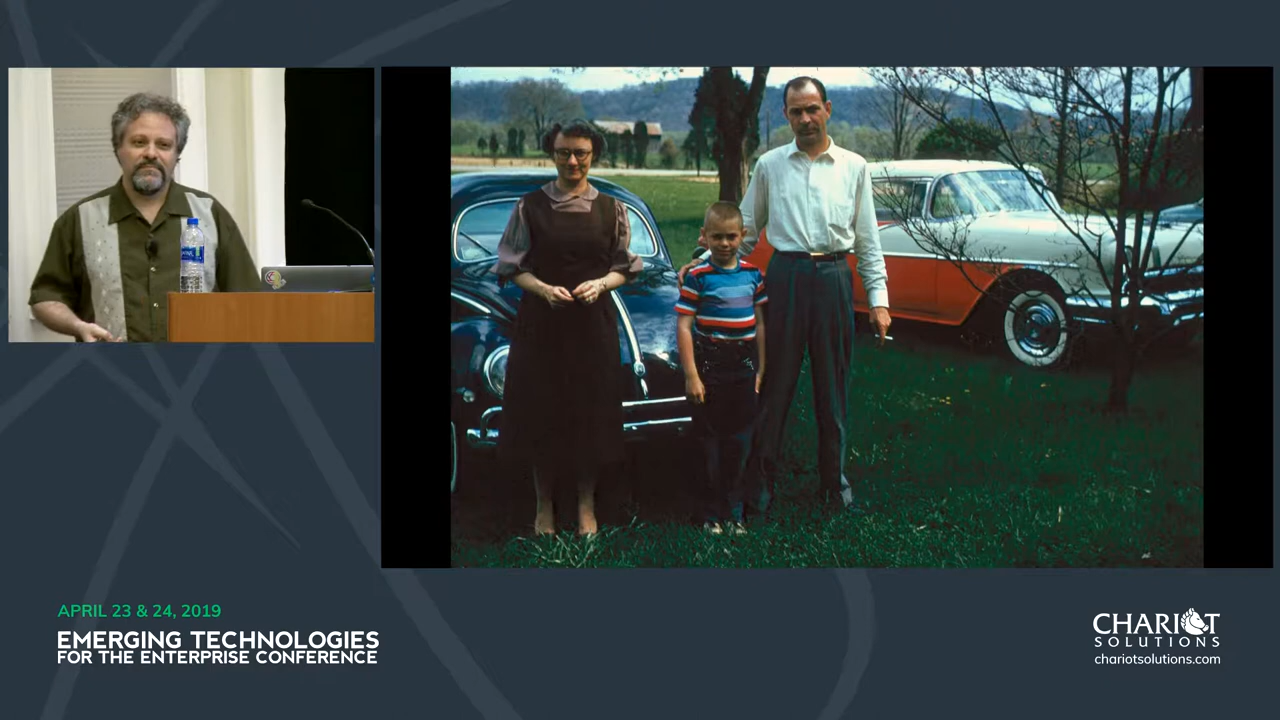 APRIL 23 & 24, 2019
EMERGING TECHNOLOGIES
FOR THE ENTERPRISE CONFERENCE
CHARIOT
SOLUTIONS
chariotsolutions.com